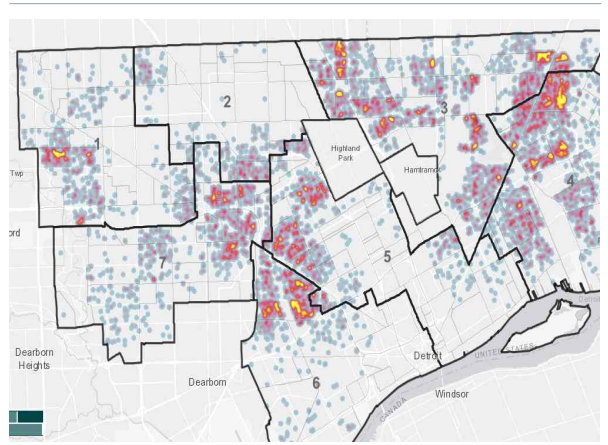 2
3
1
Highland
Park
Hamtramck
Twp
4
ord
5
7
Detroit
Dearborn
Heights
Detroit
UNITED STATES
Dearborn
6
Windsor
CANADA